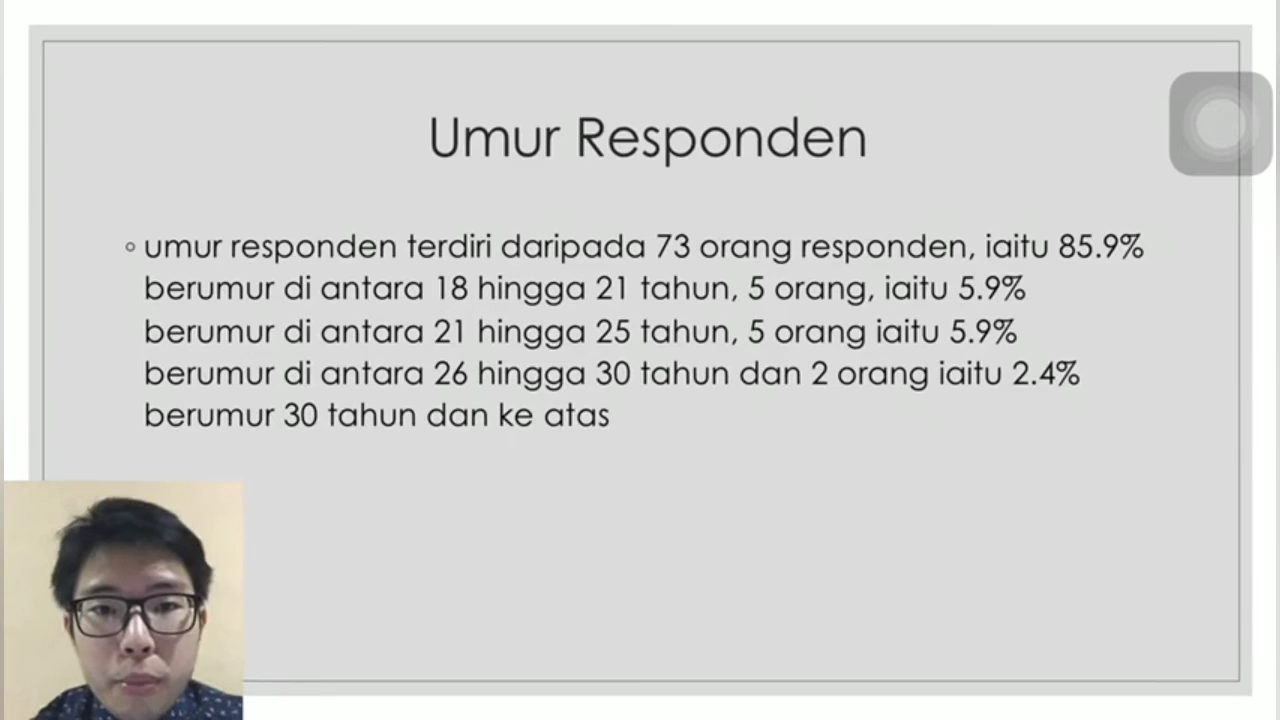 Umur Responden
umur responden terdiri daripada 73 orang responden, iaitu 85.9%
berumur di antara 18 hingga 21 tahun, 5 orang, iaitu 5.9%
berumur di antara 21 hingga 25 tahun, 5 orang iaitu 5.9%
berumur di antara 26 hingga 30 tahun dan 2 orang iaitu 2.4%
berumur 30 tahun dan ke atas